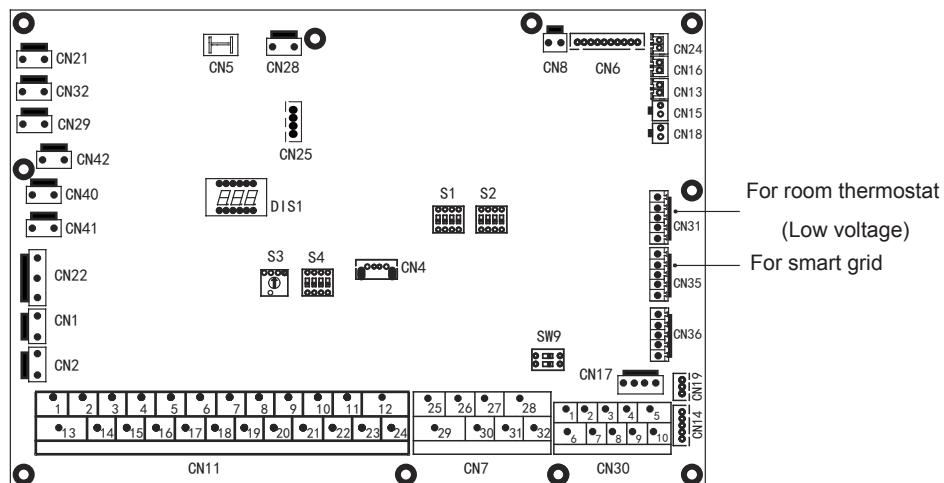 CN5
CN28
CN8
CN6
CN24
CN16
CN13
CN15
CN18
CN21
CN32
CN29
CN42
CN40
CN41
CN25
DIS1
S1 S2
CN31
For room thermostat
(Low voltage)
CN35
For smart grid
CN36
CN22
CN1
CN2
S3 S4
CN4
SW9
CN17
CN19
CN14
1 2 3 4 5 6 7 8 9 10 11 12
13 14 15 16 17 18 19 20 21 22 23 24
CN11
25 26 27 28
29 30 31 32
CN7
1 2 3 4 5
6 7 8 9 10
CN30